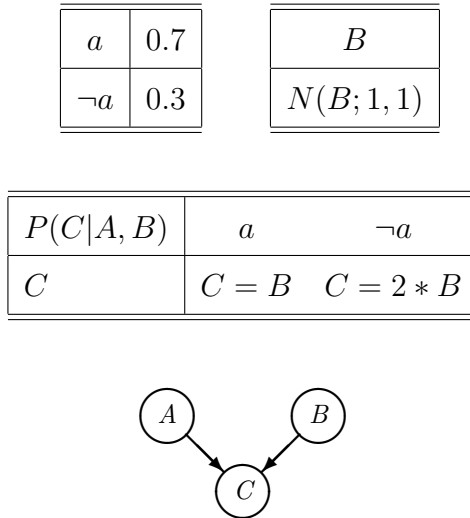 a 0.7
¬a 0.3
B
N(B; 1, 1)
P(C|A, B) a ¬a
C C = B C = 2 ∗ B
A B
C